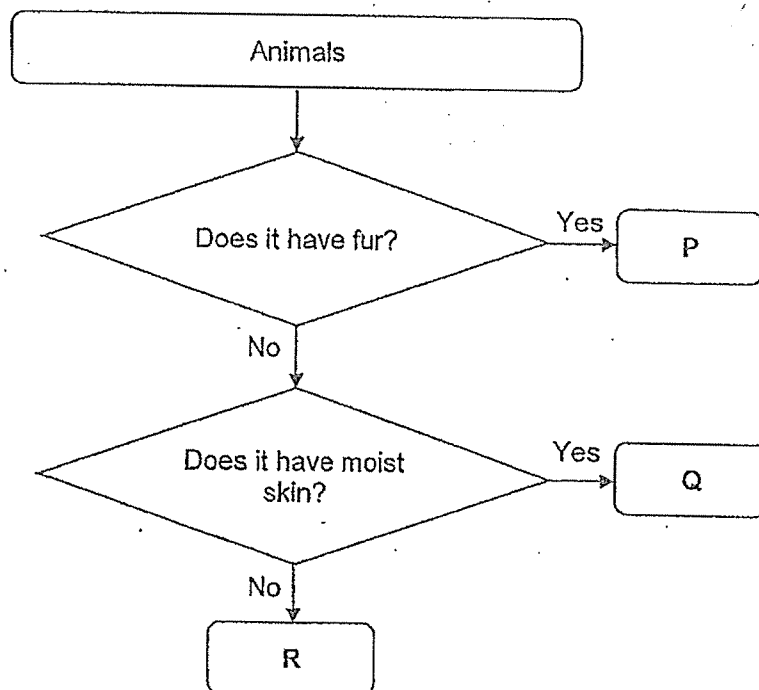 Animals
Does it have fur?
Yes
P
No
Does it have moist
skin?
Yes
Q
No
R